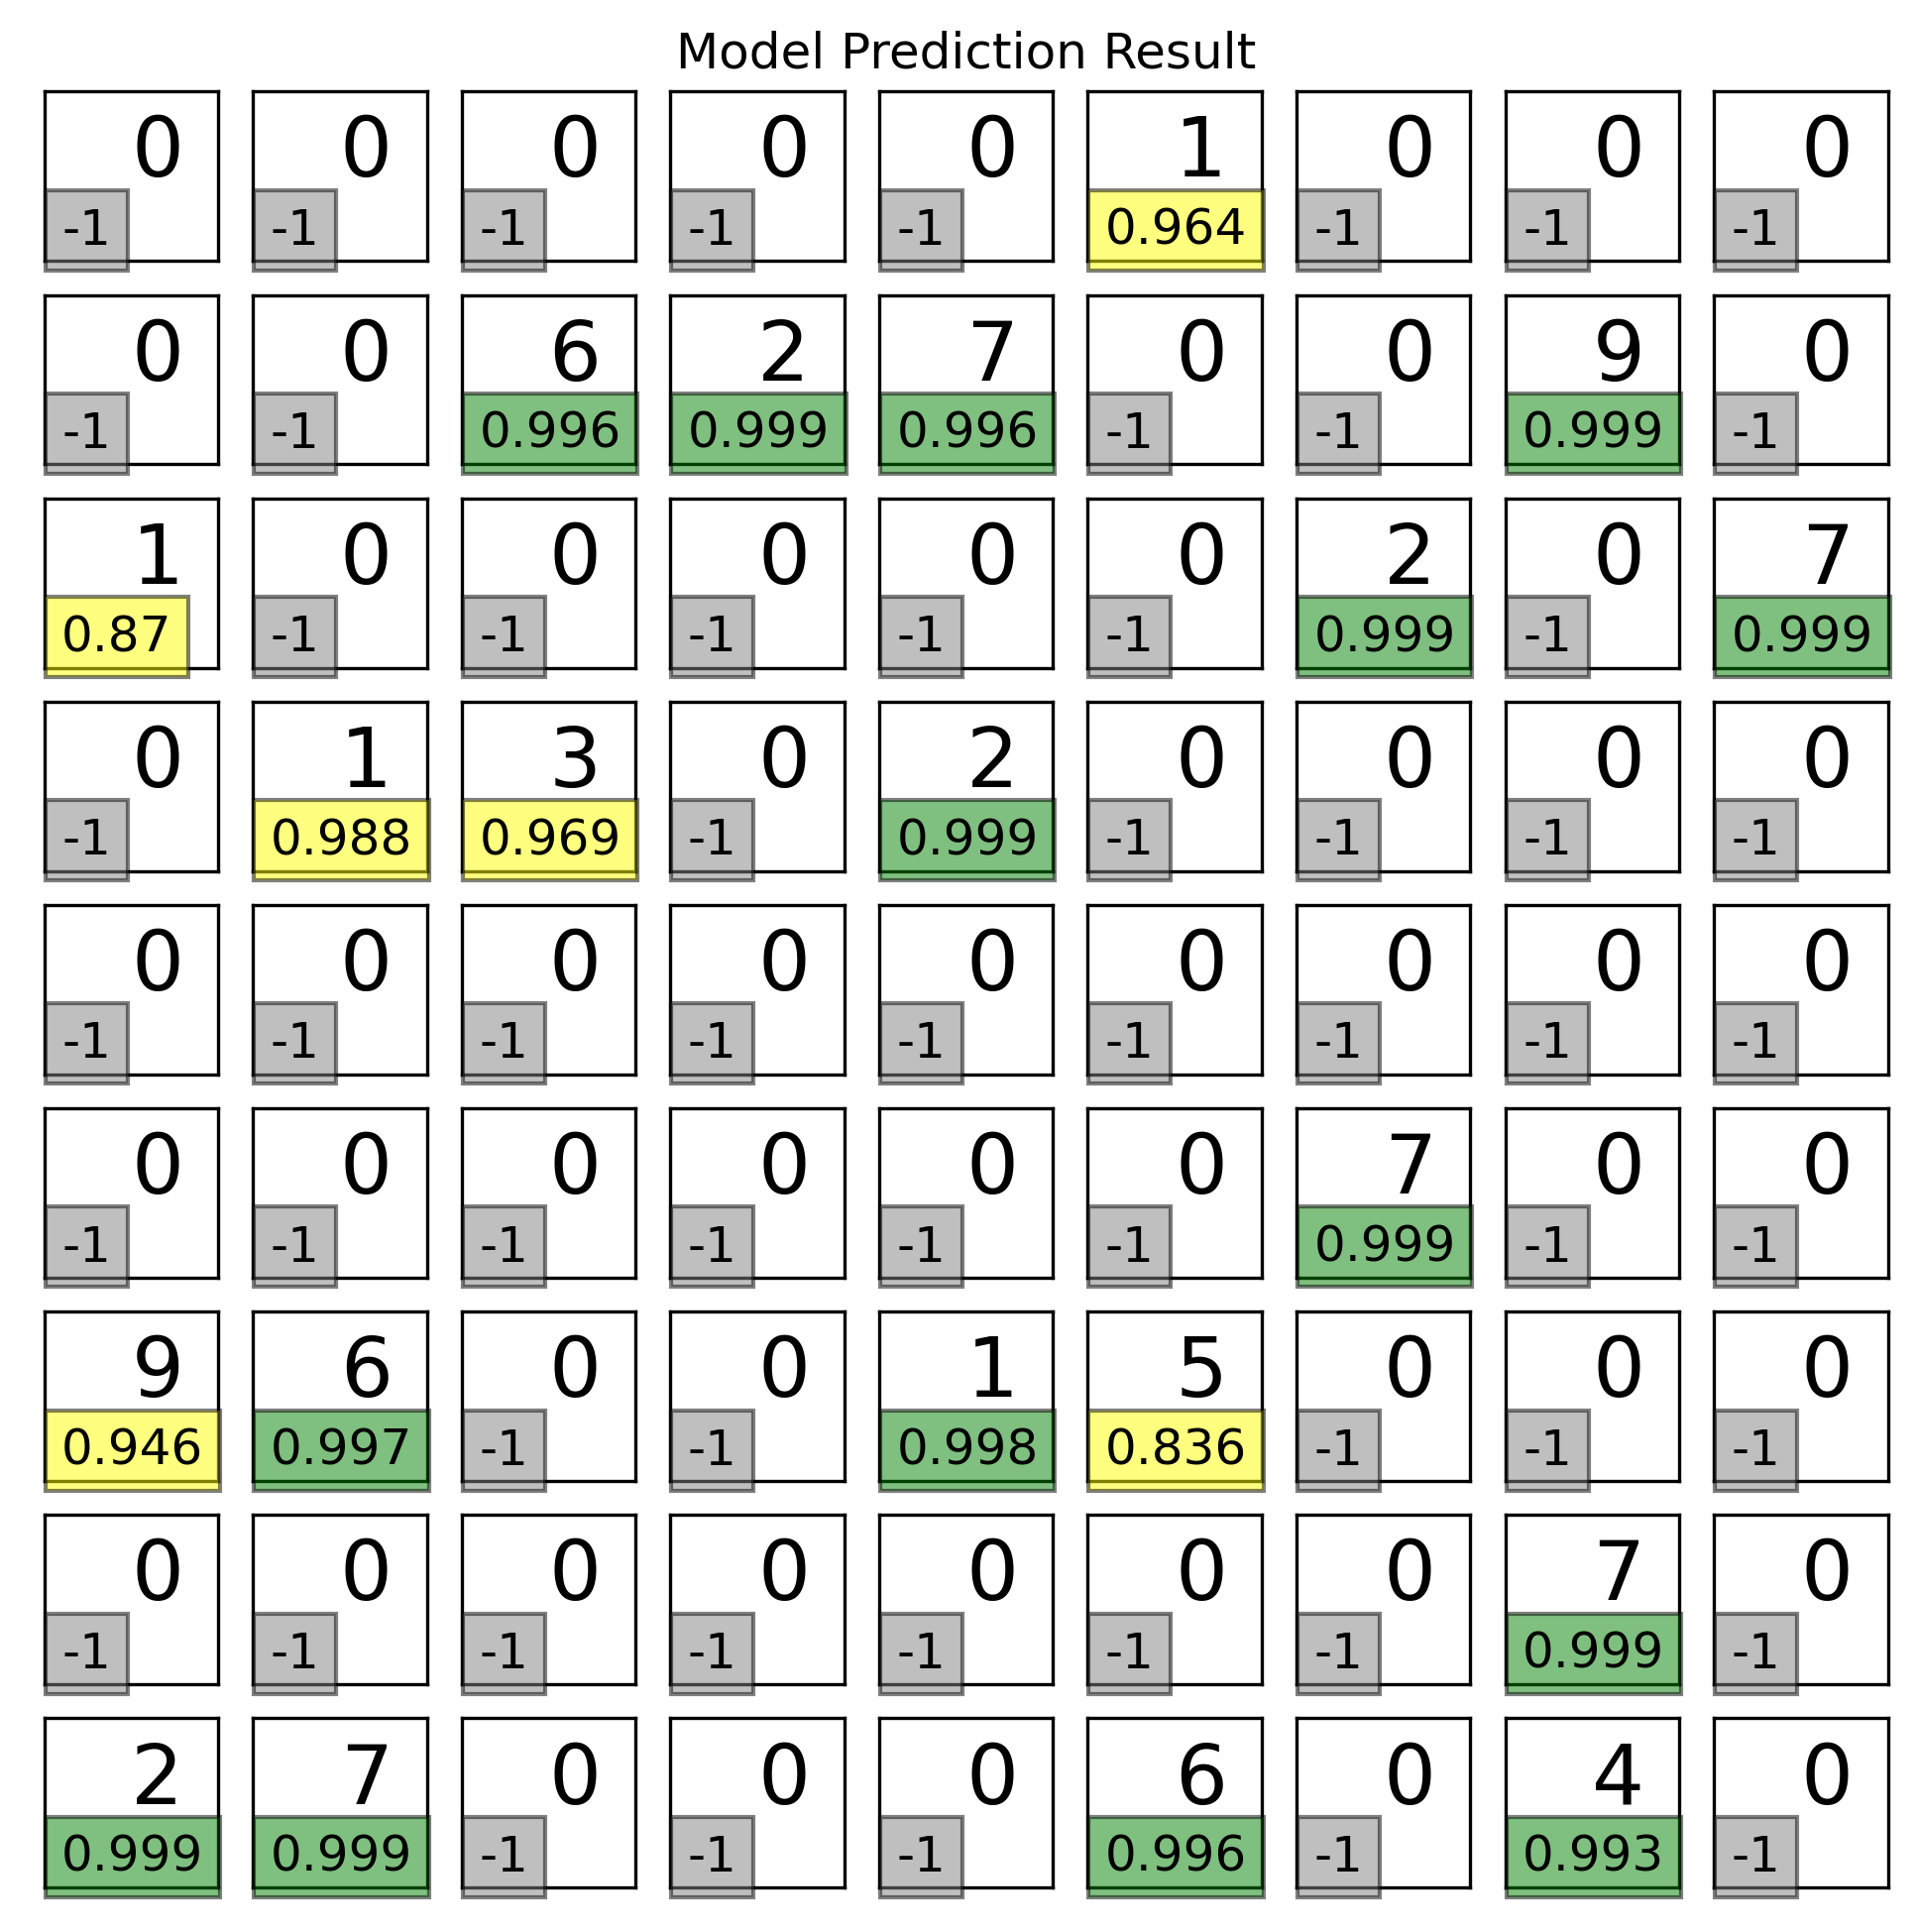 Model Prediction Result
0 0 0 0 0 1 0 0 0
-1 -1 -1 -1 -1 0.964 -1 -1 -1
0 0 6 2 7 0 0 9 0
-1 -1 0.996 0.999 0.996 -1 -1 0.999 -1
1 0 0 0 0 0 2 0 7
0.87 -1 -1 -1 -1 -1 0.999 -1 0.999
0 1 3 0 2 0 0 0 0
-1 0.988 0.969 -1 0.999 -1 -1 -1 -1
0 0 0 0 0 0 0 0 0
-1 -1 -1 -1 -1 -1 -1 -1 -1
0 0 0 0 0 0 7 0 0
-1 -1 -1 -1 -1 -1 0.999 -1 -1
9 6 0 0 1 5 0 0 0
0.946 0.997 -1 -1 0.998 0.836 -1 -1 -1
0 0 0 0 0 0 0 7 0
-1 -1 -1 -1 -1 -1 -1 0.999 -1
2 7 0 0 0 6 0 4 0
0.999 0.999 -1 -1 -1 0.996 -1 0.993 -1